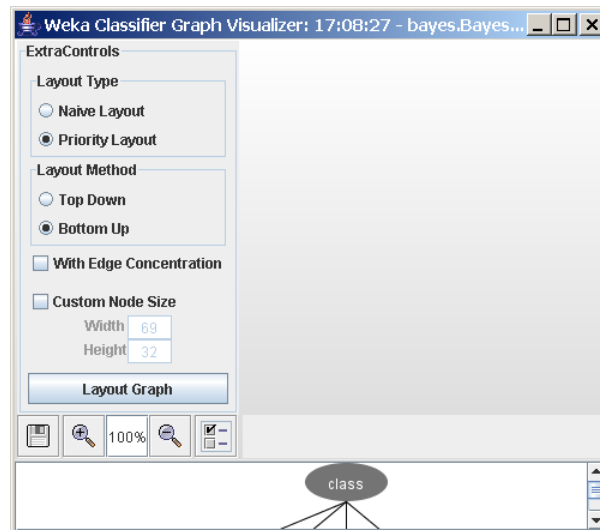 Weka Classifier Graph Visualizer: 17:08:27 - bayes.Bayes...
ExtraControls
Layout Type
Naive Layout
Priority Layout
Layout Method
Top Down
Bottom Up
With Edge Concentration
Custom Node Size
Width 69
Height 32
Layout Graph
100%
class